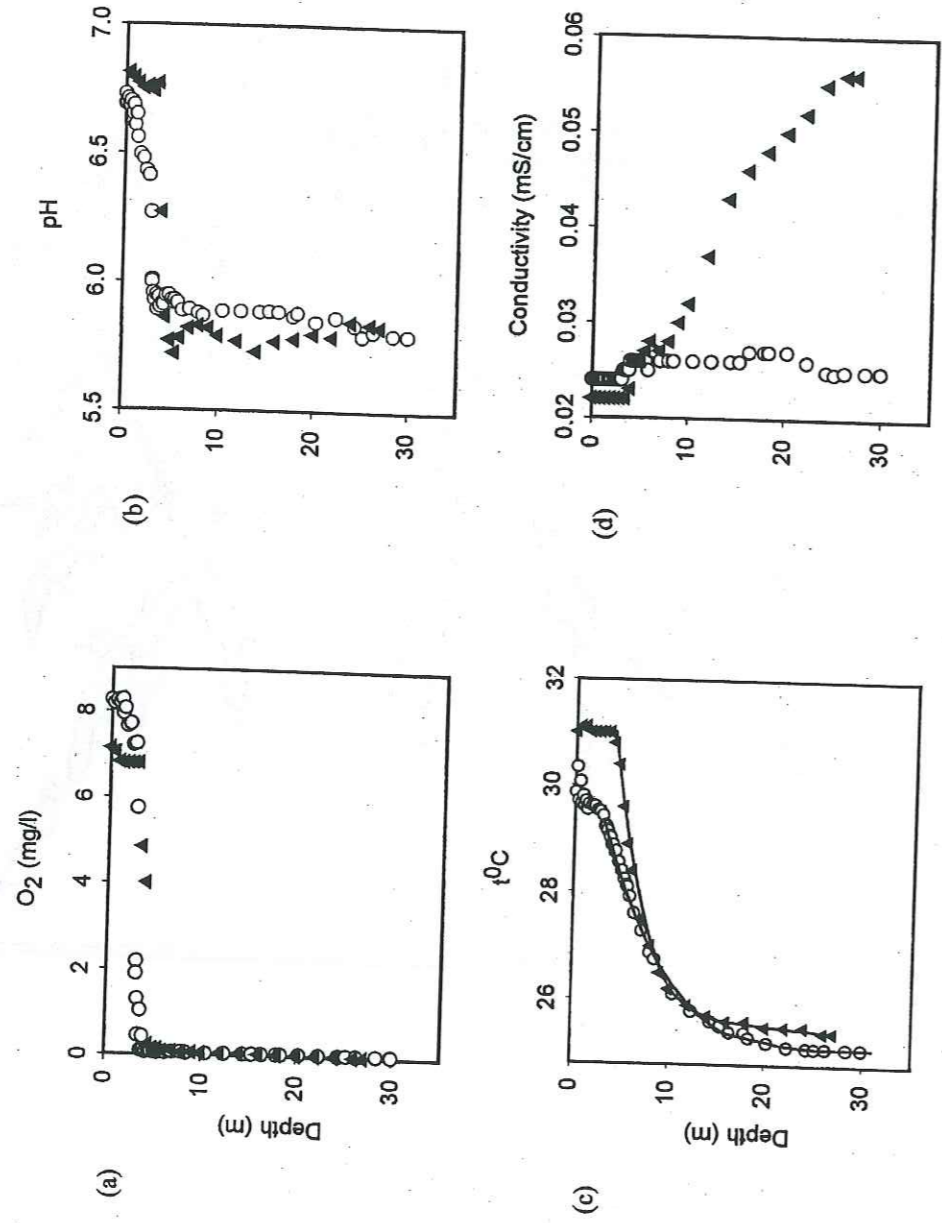 (a)
O2 (mg/l)
0 2 4 6 8
Depth (m)
0
10
20
30
(b)
pH
5.5 6.0 6.5 7.0
0
10
20
30
(c)
t0C
26 28 30 32
Depth (m)
0
10
20
30
(d)
Conductivity (mS/cm)
0.02 0.03 0.04 0.05 0.06
0
10
20
30